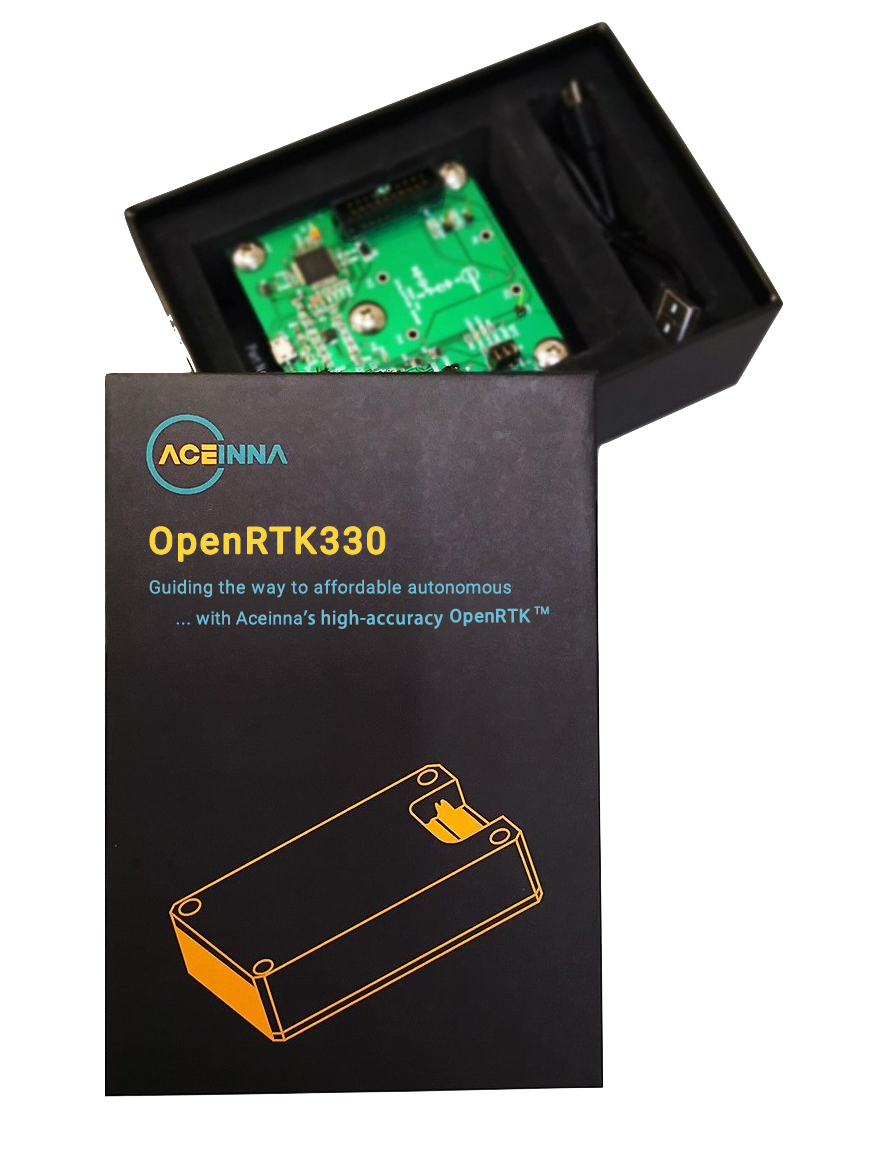 ACEINNA
OpenRTK330
Guiding the way to affordable autonomous
... with Aceinna's high-accuracy OpenRTK™